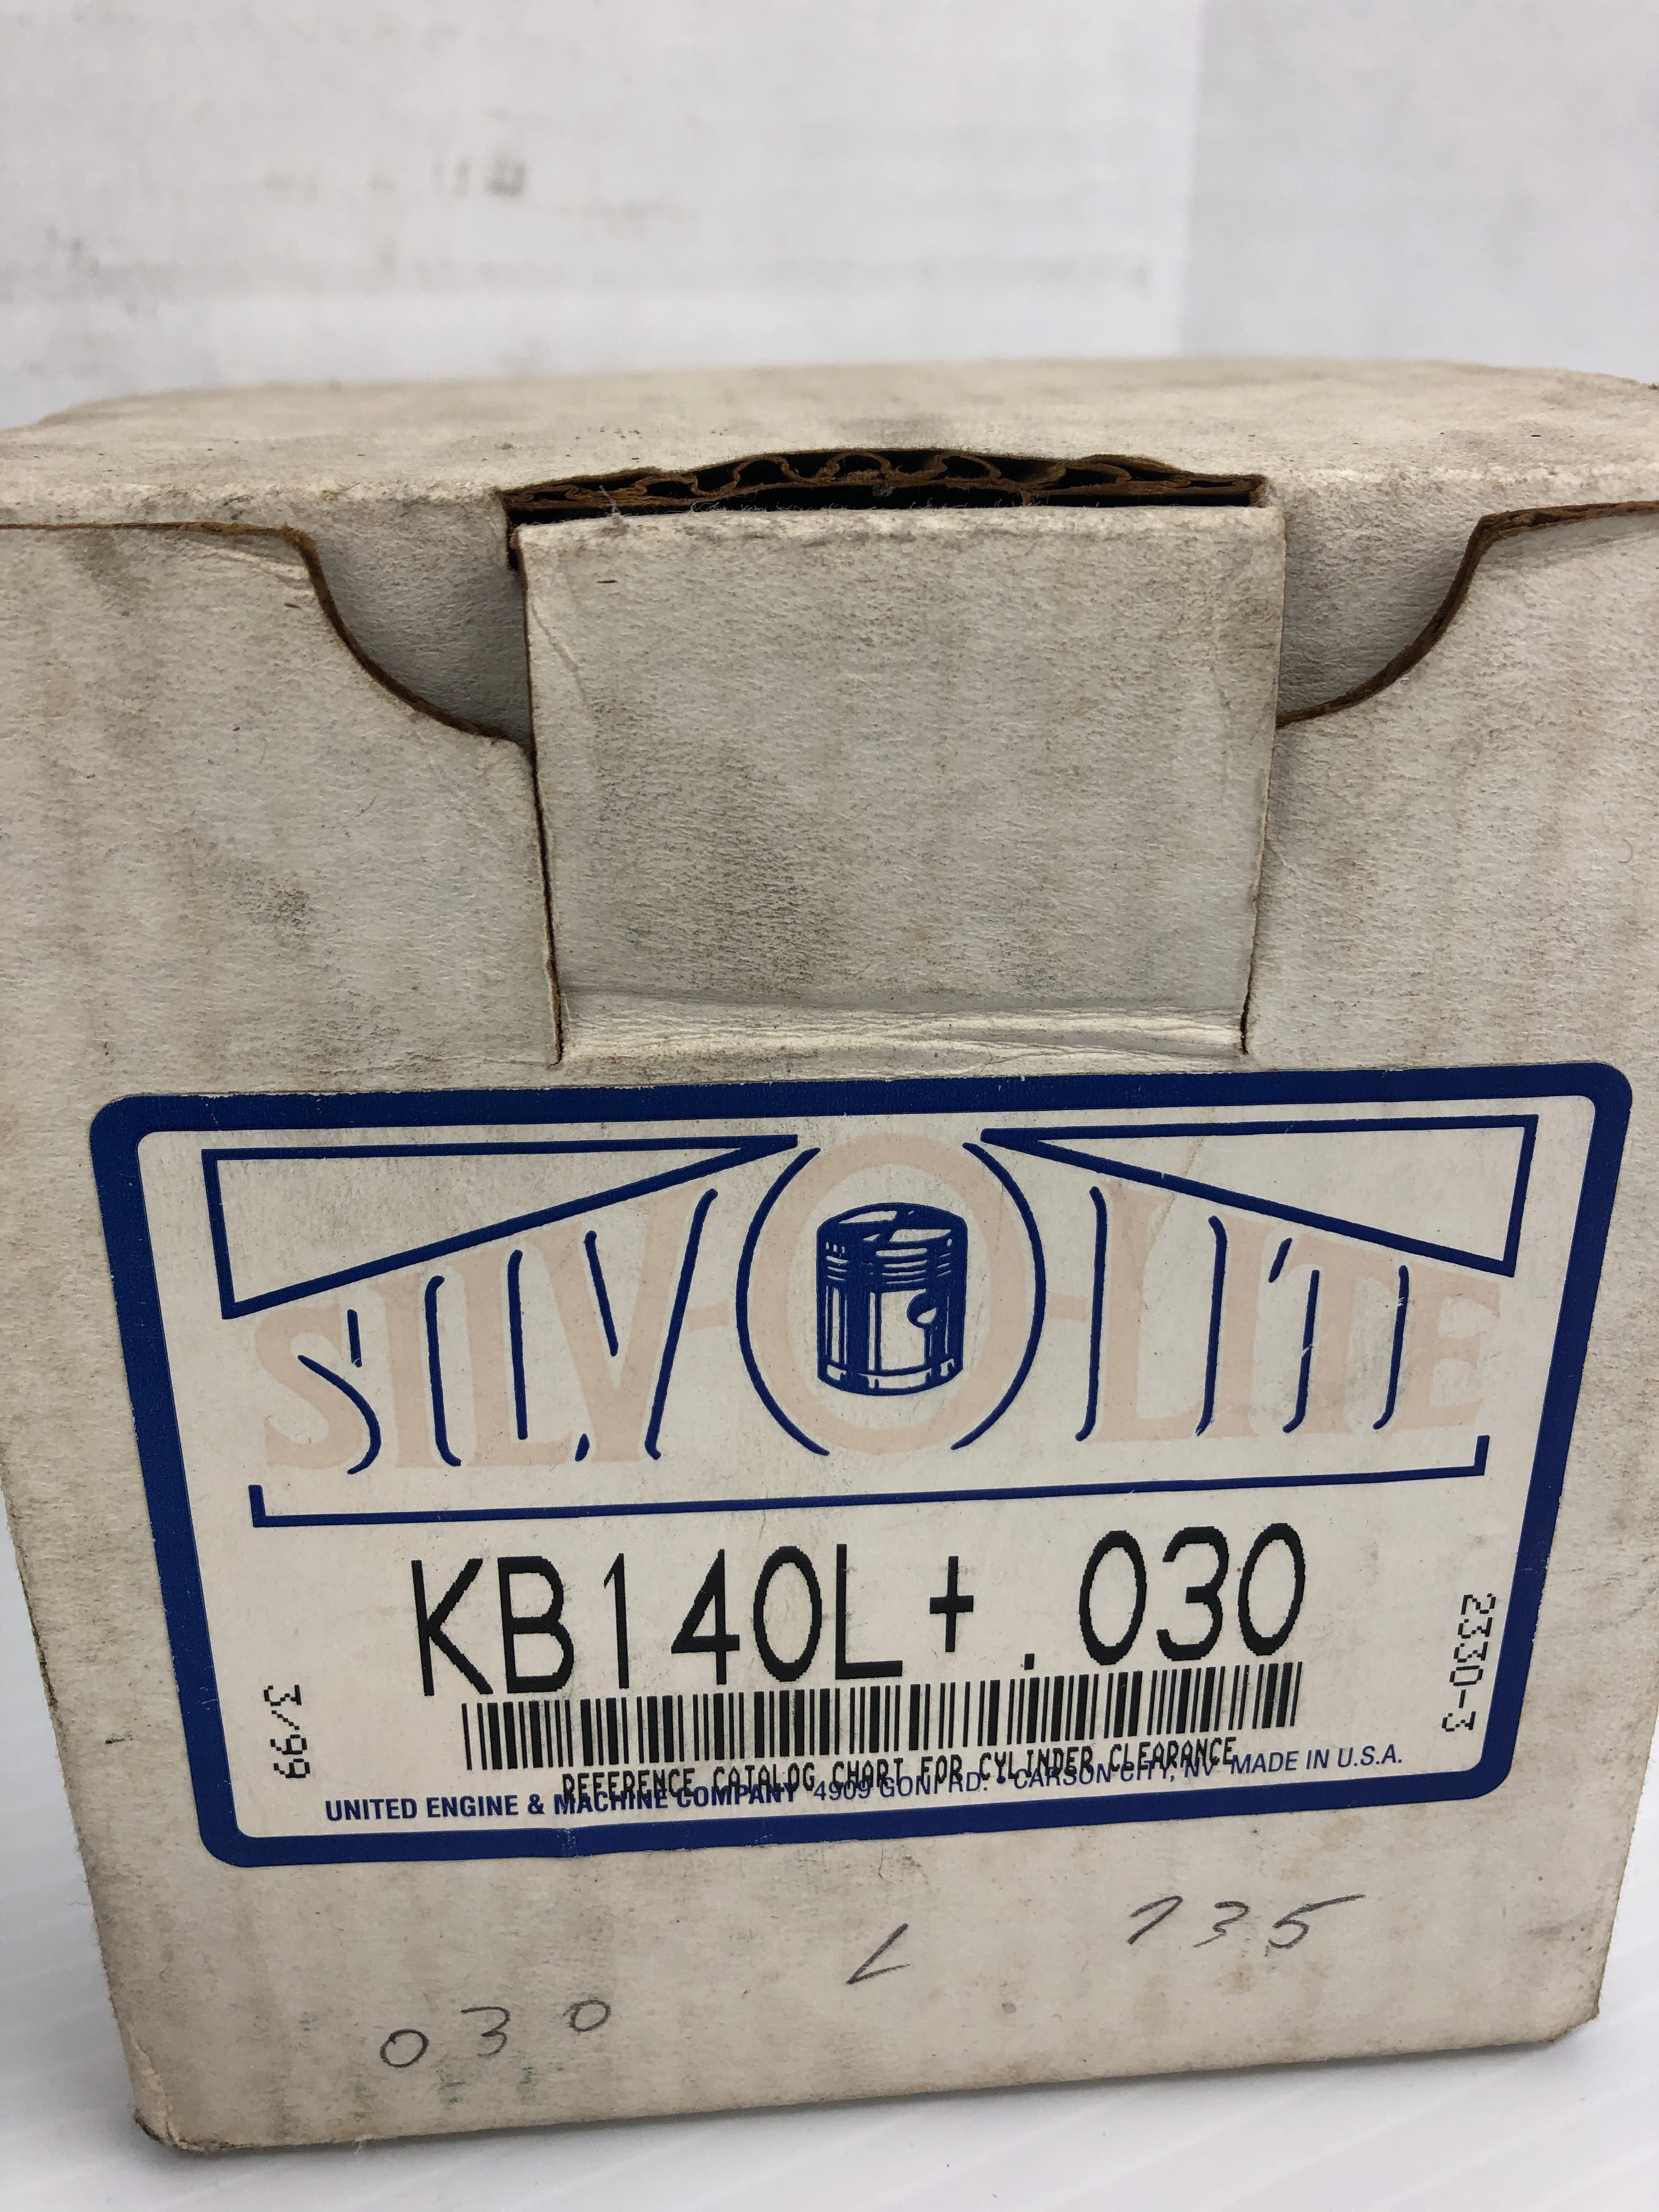 SILV-O-LITE
KB140L+.030
3/99
2330-3
REFERENCE CATALOG CHART FOR CYLINDER CLEARANCE
UNITED ENGINE & MACHINE COMPANY 4909 GONI RD. • CARSON CITY, NV MADE IN U.S.A.
L 735
030